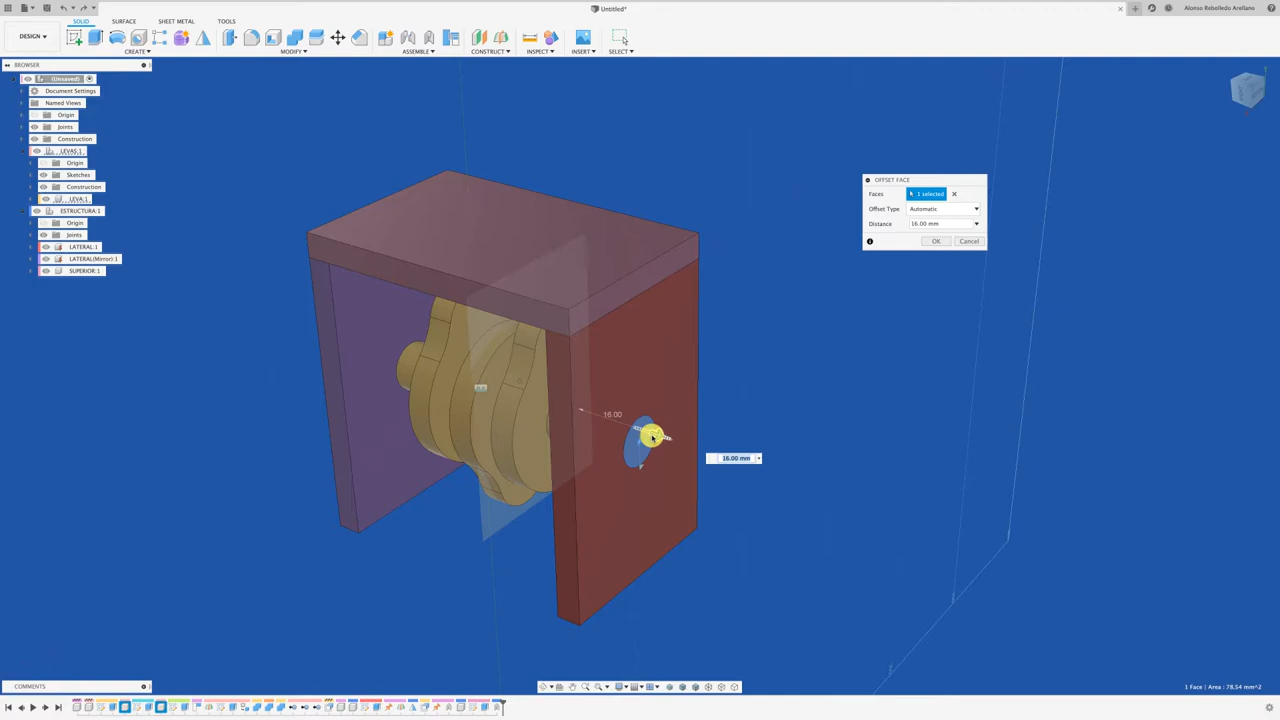 Untitled*
Alonso Rebolledo Arellano
DESIGN
SOLID
SURFACE
SHEET METAL
TOOLS
CREATE
MODIFY
ASSEMBLE
CONSTRUCT
INSPECT
INSERT
SELECT
BROWSER
(Unsaved)
Document Settings
Named Views
Origin
Joints
Construction
LEVAS:1
Origin
Sketches
Construction
LEVA:1
ESTRUCTURA:1
Origin
Joints
LATERAL:1
LATERAL(Mirror):1
SUPERIOR:1
OFFSET FACE
Faces
1 selected
Offset Type
Automatic
Distance
16.00 mm
OK
Cancel
16.00
16.00 mm
COMMENTS
1 Face | Area : 78.54 mm^2